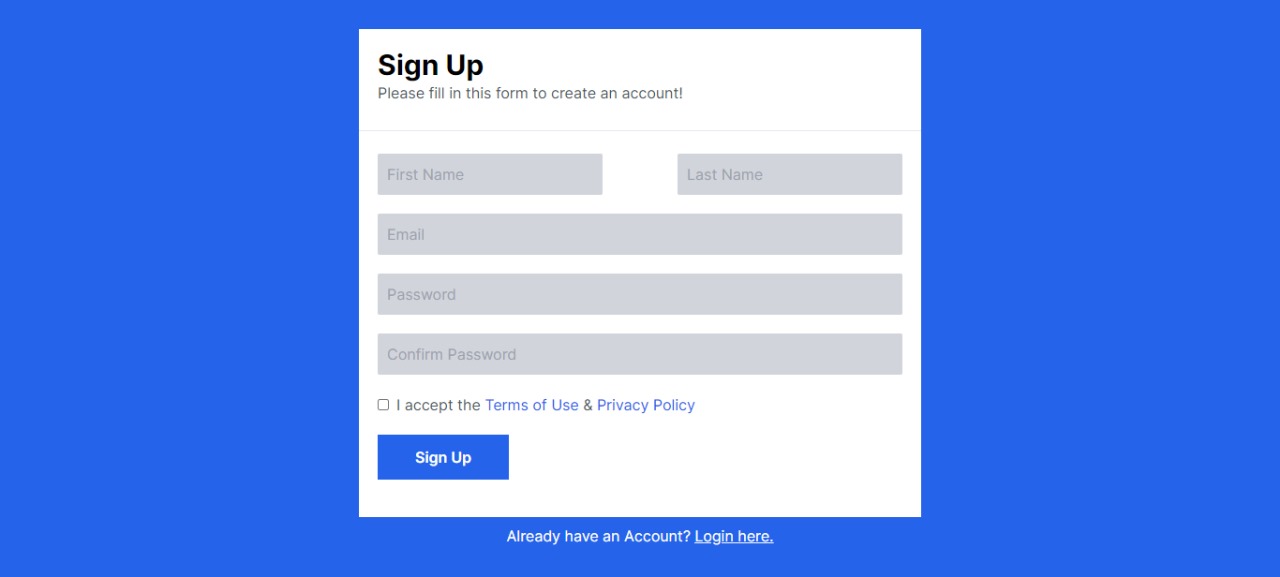 Sign Up
Please fill in this form to create an account!
First Name Last Name
Email
Password
Confirm Password
I accept the Terms of Use & Privacy Policy
Sign Up
Already have an Account? Login here.